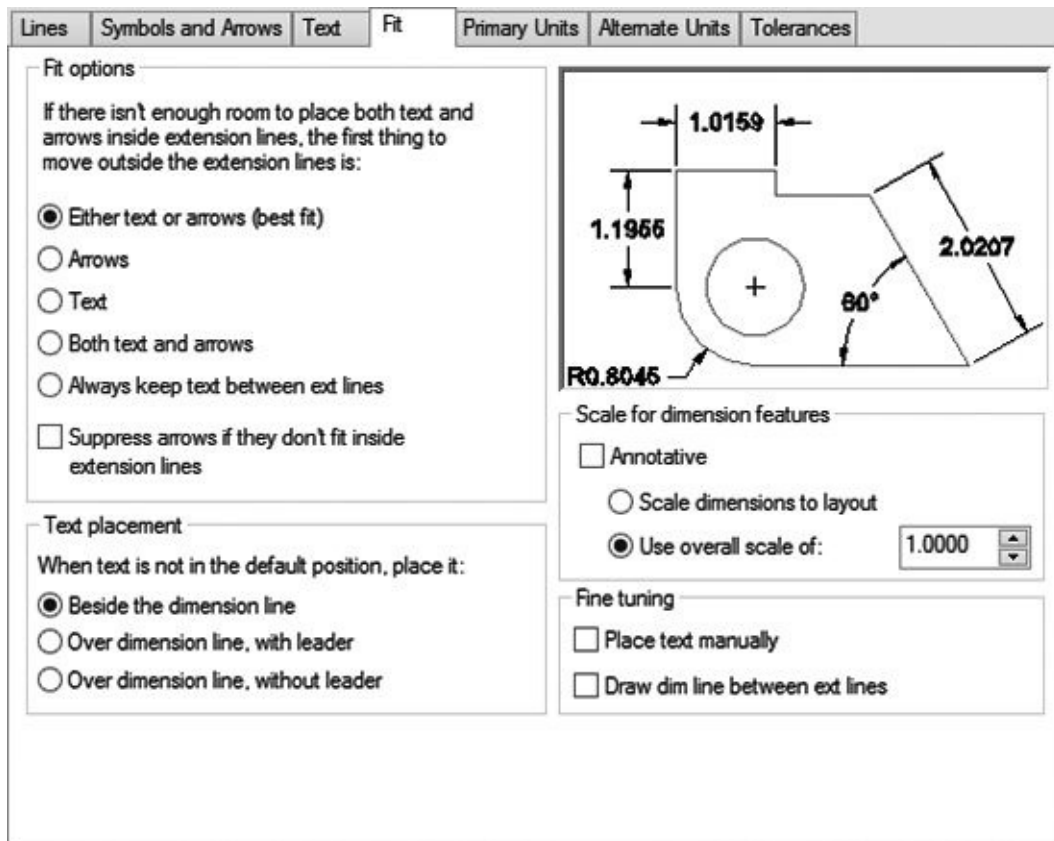 Lines Symbols and Arrows Text Fit Primary Units Alternate Units Tolerances
Fit options
If there isn't enough room to place both text and
arrows inside extension lines, the first thing to
move outside the extension lines is:
Either text or arrows (best fit)
Arrows
Text
Both text and arrows
Always keep text between ext lines
Suppress arrows if they don't fit inside
extension lines
Text placement
When text is not in the default position, place it:
Beside the dimension line
Over dimension line, with leader
Over dimension line, without leader
1.0159
1.1955
2.0207
60°
R0.8045
Scale for dimension features
Annotative
Scale dimensions to layout
Use overall scale of: 1.0000
Fine tuning
Place text manually
Draw dim line between ext lines